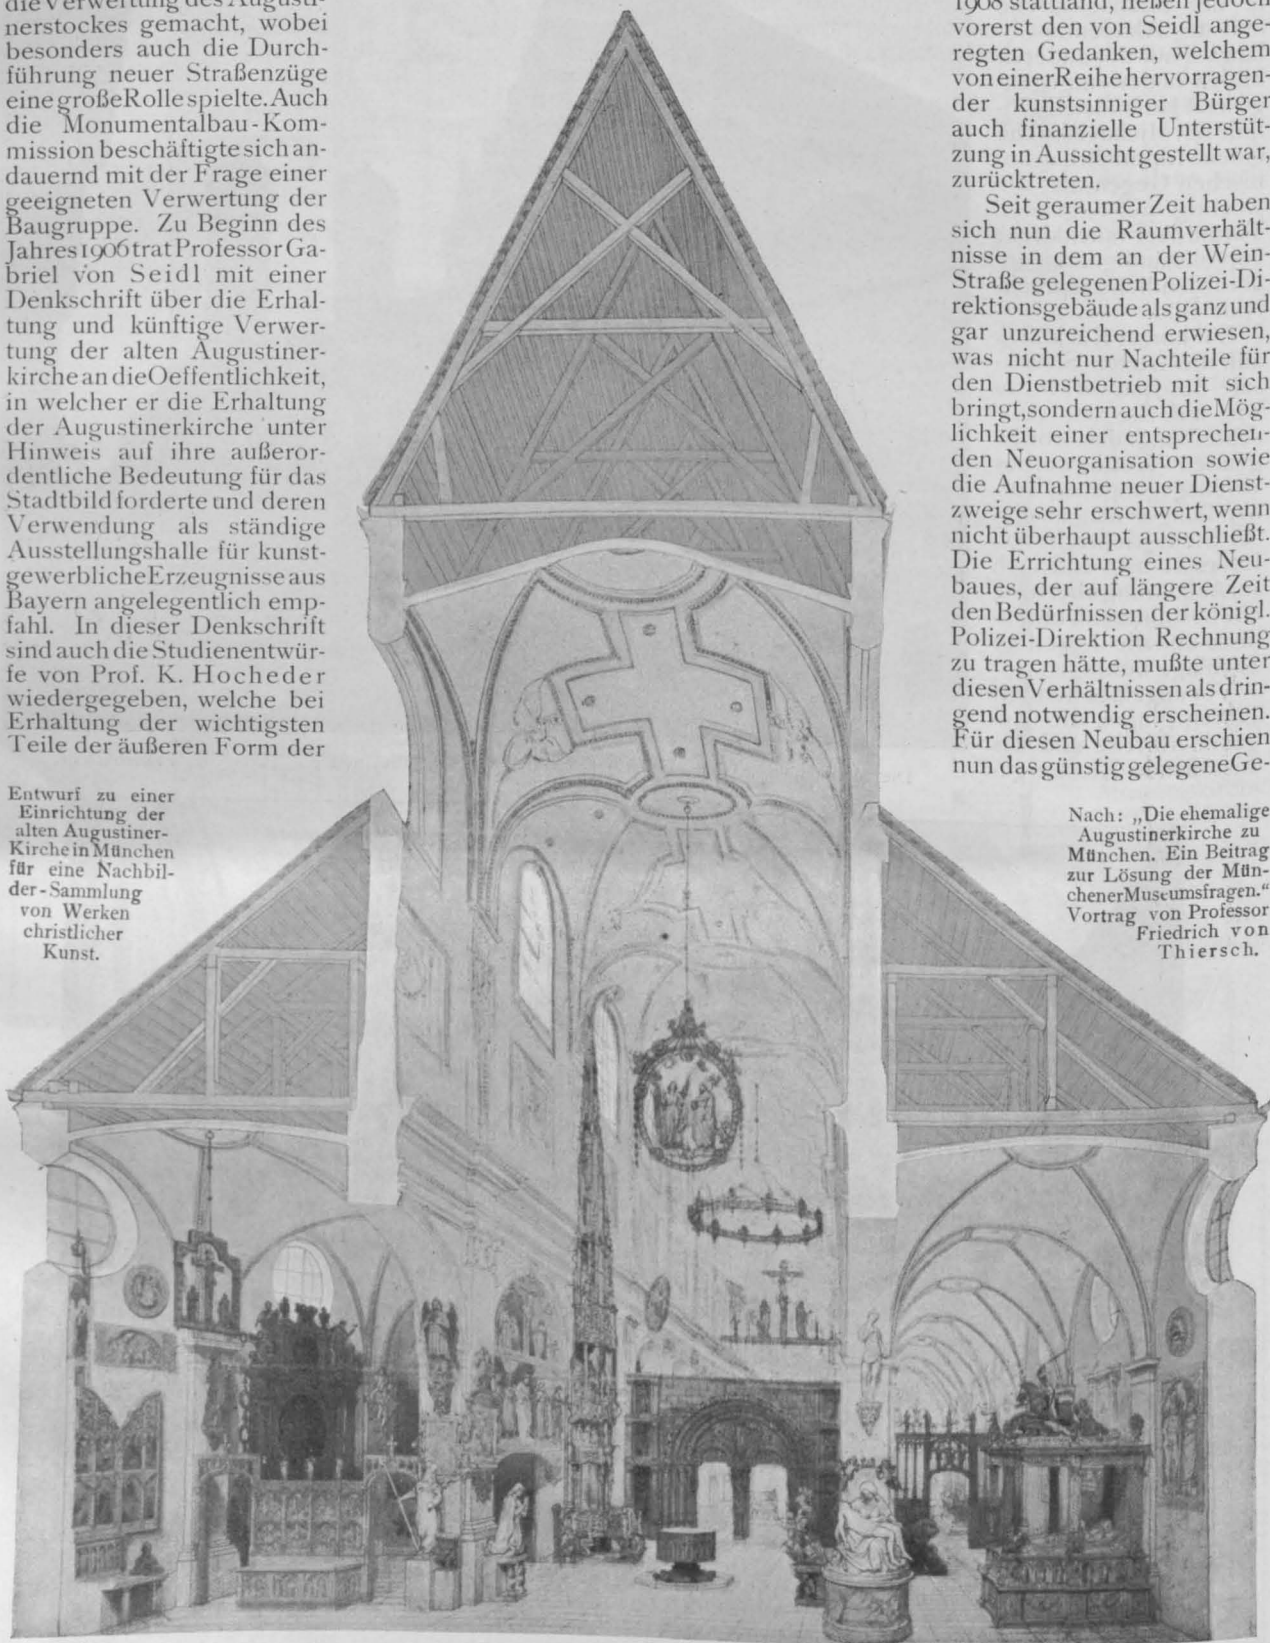 die Verwertung des Augusti-
nerstockes gemacht, wobei
besonders auch die Durch-
führung neuer Straßenzüge
eine große Rolle spielte. Auch
die Monumentalbau-Kom-
mission beschäftigte sich an-
dauernd mit der Frage einer
geeigneten Verwertung der
Baugruppe. Zu Beginn des
Jahres 1906 trat Professor Ga-
briel von Seidl mit einer
Denkschrift über die Erhal-
tung und künftige Verwer-
tung der alten Augustiner-
kirche an die Oeffentlichkeit,
in welcher er die Erhaltung
der Augustinerkirche unter
Hinweis auf ihre außeror-
dentliche Bedeutung für das
Stadtbild forderte und deren
Verwendung als ständige
Ausstellungshalle für kunst-
gewerbliche Erzeugnisse aus
Bayern angelegentlich emp-
fahl. In dieser Denkschrift
sind auch die Studienentwür-
fe von Prof. K. Hocheder
wiedergegeben, welche bei
Erhaltung der wichtigsten
Teile der äußeren Form der
Entwurf zu einer
Einrichtung der
alten Augustiner-
Kirche in München
für eine Nachbil-
der-Sammlung
von Werken
christlicher
Kunst.
1908 stattfand, ließen jedoch
vorerst den von Seidl ange-
regten Gedanken, welchem
von einer Reihe hervorragen-
der kunstsinniger Bürger
auch finanzielle Unterstüt-
zung in Aussicht gestellt war,
zurücktreten.
Seit geraumer Zeit haben
sich nun die Raumverhält-
nisse in dem an der Wein-
Straße gelegenen Polizei-Di-
rektionsgebäude als ganz und
gar unzureichend erwiesen,
was nicht nur Nachteile für
den Dienstbetrieb mit sich
bringt, sondern auch die Mög-
lichkeit einer entsprechen-
den Neuorganisation sowie
die Aufnahme neuer Dienst-
zweige sehr erschwert, wenn
nicht überhaupt ausschließt.
Die Errichtung eines Neu-
baues, der auf längere Zeit
den Bedürfnissen der königl.
Polizei-Direktion Rechnung
zu tragen hätte, mußte unter
diesen Verhältnissen als drin-
gend notwendig erscheinen.
Für diesen Neubau erschien
nun das günstig gelegene Ge-
Nach: „Die ehemalige
Augustinerkirche zu
München. Ein Beitrag
zur Lösung der Mün-
chener Museumsfragen.“
Vortrag von Professor
Friedrich von
Thiersch.